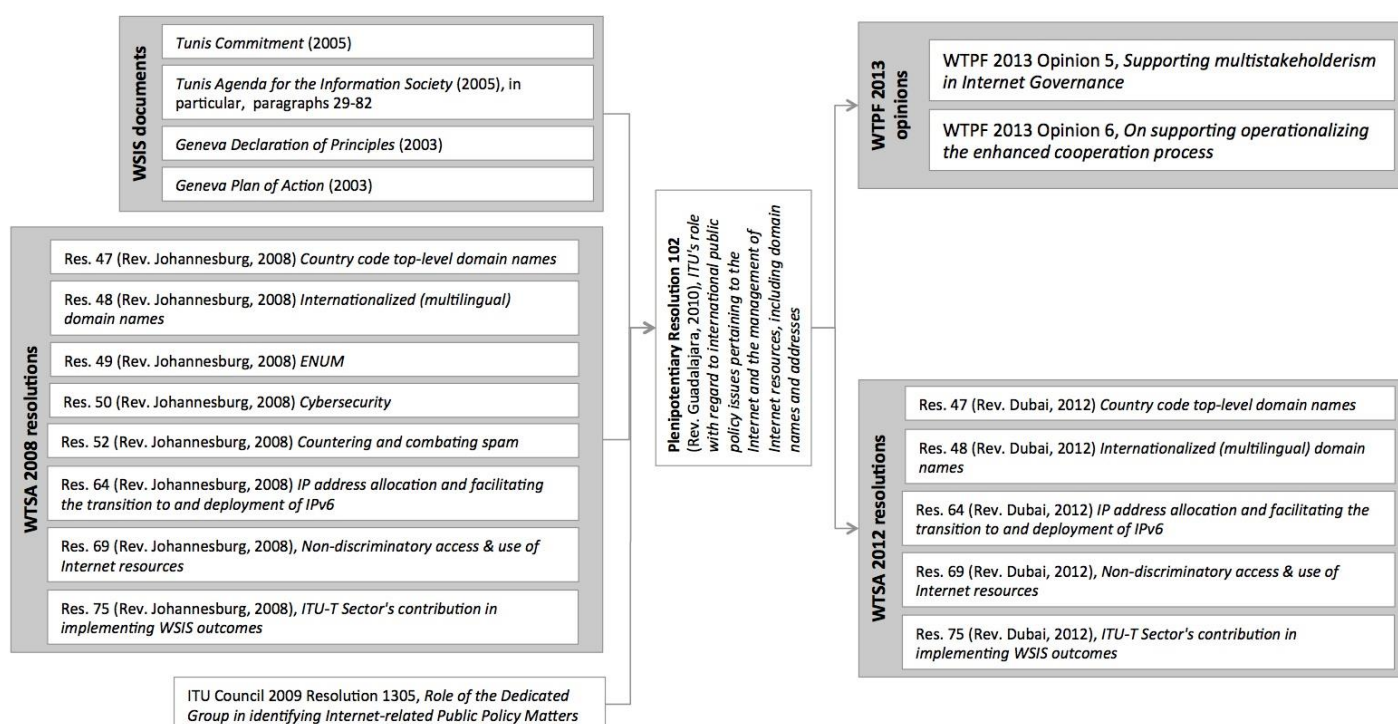 WSIS documents
Tunis Commitment (2005)
Tunis Agenda for the Information Society (2005), in
particular, paragraphs 29-82
Geneva Declaration of Principles (2003)
Geneva Plan of Action (2003)
WTSA 2008 resolutions
Res. 47 (Rev. Johannesburg, 2008) Country code top-level domain names
Res. 48 (Rev. Johannesburg, 2008) Internationalized (multilingual)
domain names
Res. 49 (Rev. Johannesburg, 2008) ENUM
Res. 50 (Rev. Johannesburg, 2008) Cybersecurity
Res. 52 (Rev. Johannesburg, 2008) Countering and combating spam
Res. 64 (Rev. Johannesburg, 2008) IP address allocation and facilitating
the transition to and deployment of IPv6
Res. 69 (Rev. Johannesburg, 2008), Non-discriminatory access & use of
Internet resources
Res. 75 (Rev. Johannesburg, 2008), ITU-T Sector's contribution in
implementing WSIS outcomes
ITU Council 2009 Resolution 1305, Role of the Dedicated
Group in identifying Internet-related Public Policy Matters
Plenipotentiary Resolution 102
(Rev. Guadalajara, 2010), ITU's role
with regard to international public
policy issues pertaining to the
Internet and the management of
Internet resources, including domain
names and addresses
WTPF 2013
opinions
WTPF 2013 Opinion 5, Supporting multistakeholderism
in Internet Governance
WTPF 2013 Opinion 6, On supporting operationalizing
the enhanced cooperation process
WTSA 2012 resolutions
Res. 47 (Rev. Dubai, 2012) Country code top-level domain names
Res. 48 (Rev. Dubai, 2012) Internationalized (multilingual) domain
names
Res. 64 (Rev. Dubai, 2012) IP address allocation and facilitating the
transition to and deployment of IPv6
Res. 69 (Rev. Dubai, 2012), Non-discriminatory access & use of
Internet resources
Res. 75 (Rev. Dubai, 2012), ITU-T Sector's contribution in
implementing WSIS outcomes